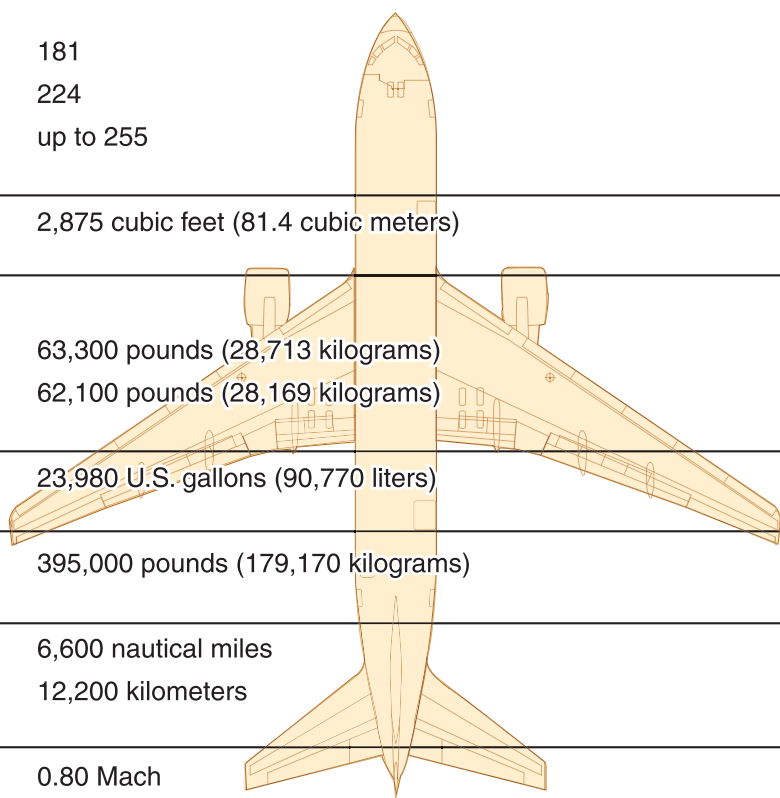 181
224
up to 255
2,875 cubic feet (81.4 cubic meters)
63,300 pounds (28,713 kilograms)
62,100 pounds (28,169 kilograms)
23,980 U.S. gallons (90,770 liters)
395,000 pounds (179,170 kilograms)
6,600 nautical miles
12,200 kilometers
0.80 Mach